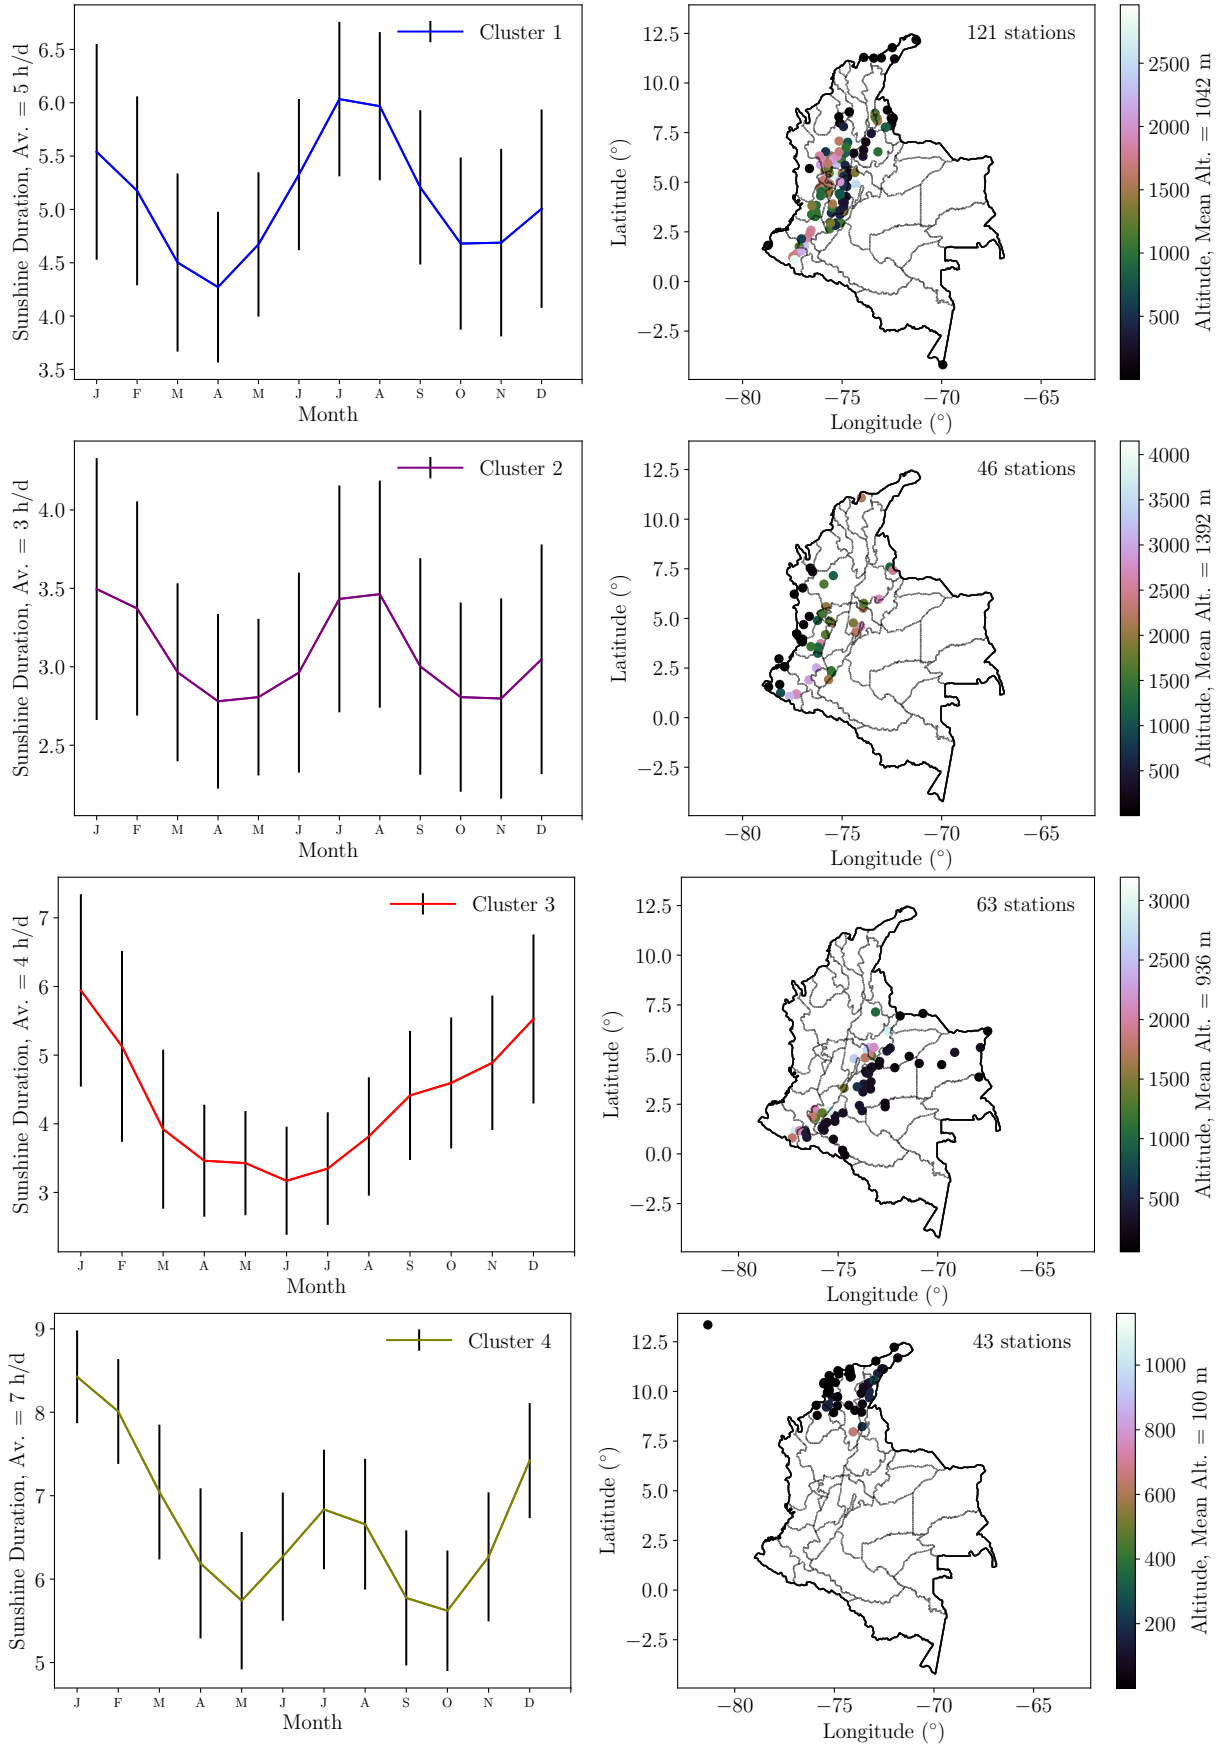 Sunshine Duration, Av. = 5 h/d
6.5
6.0
5.5
5.0
4.5
4.0
3.5
Cluster 1
J F M A M J J A S O N D
Month
Latitude (°)
12.5
10.0
7.5
5.0
2.5
0.0
−2.5
121 stations
−80 −75 −70 −65
Longitude (°)
2500
2000
1500
1000
500
Altitude, Mean Alt. = 1042 m
Sunshine Duration, Av. = 3 h/d
4.0
3.5
3.0
2.5
Cluster 2
J F M A M J J A S O N D
Month
Latitude (°)
12.5
10.0
7.5
5.0
2.5
0.0
−2.5
46 stations
−80 −75 −70 −65
Longitude (°)
4000
3500
3000
2500
2000
1500
1000
500
Altitude, Mean Alt. = 1392 m
Sunshine Duration, Av. = 4 h/d
7
6
5
4
3
Cluster 3
J F M A M J J A S O N D
Month
Latitude (°)
12.5
10.0
7.5
5.0
2.5
0.0
−2.5
63 stations
−80 −75 −70 −65
Longitude (°)
3000
2500
2000
1500
1000
500
Altitude, Mean Alt. = 936 m
Sunshine Duration, Av. = 7 h/d
9
8
7
6
5
Cluster 4
J F M A M J J A S O N D
Month
Latitude (°)
12.5
10.0
7.5
5.0
2.5
0.0
−2.5
43 stations
−80 −75 −70 −65
Longitude (°)
1000
800
600
400
200
Altitude, Mean Alt. = 100 m